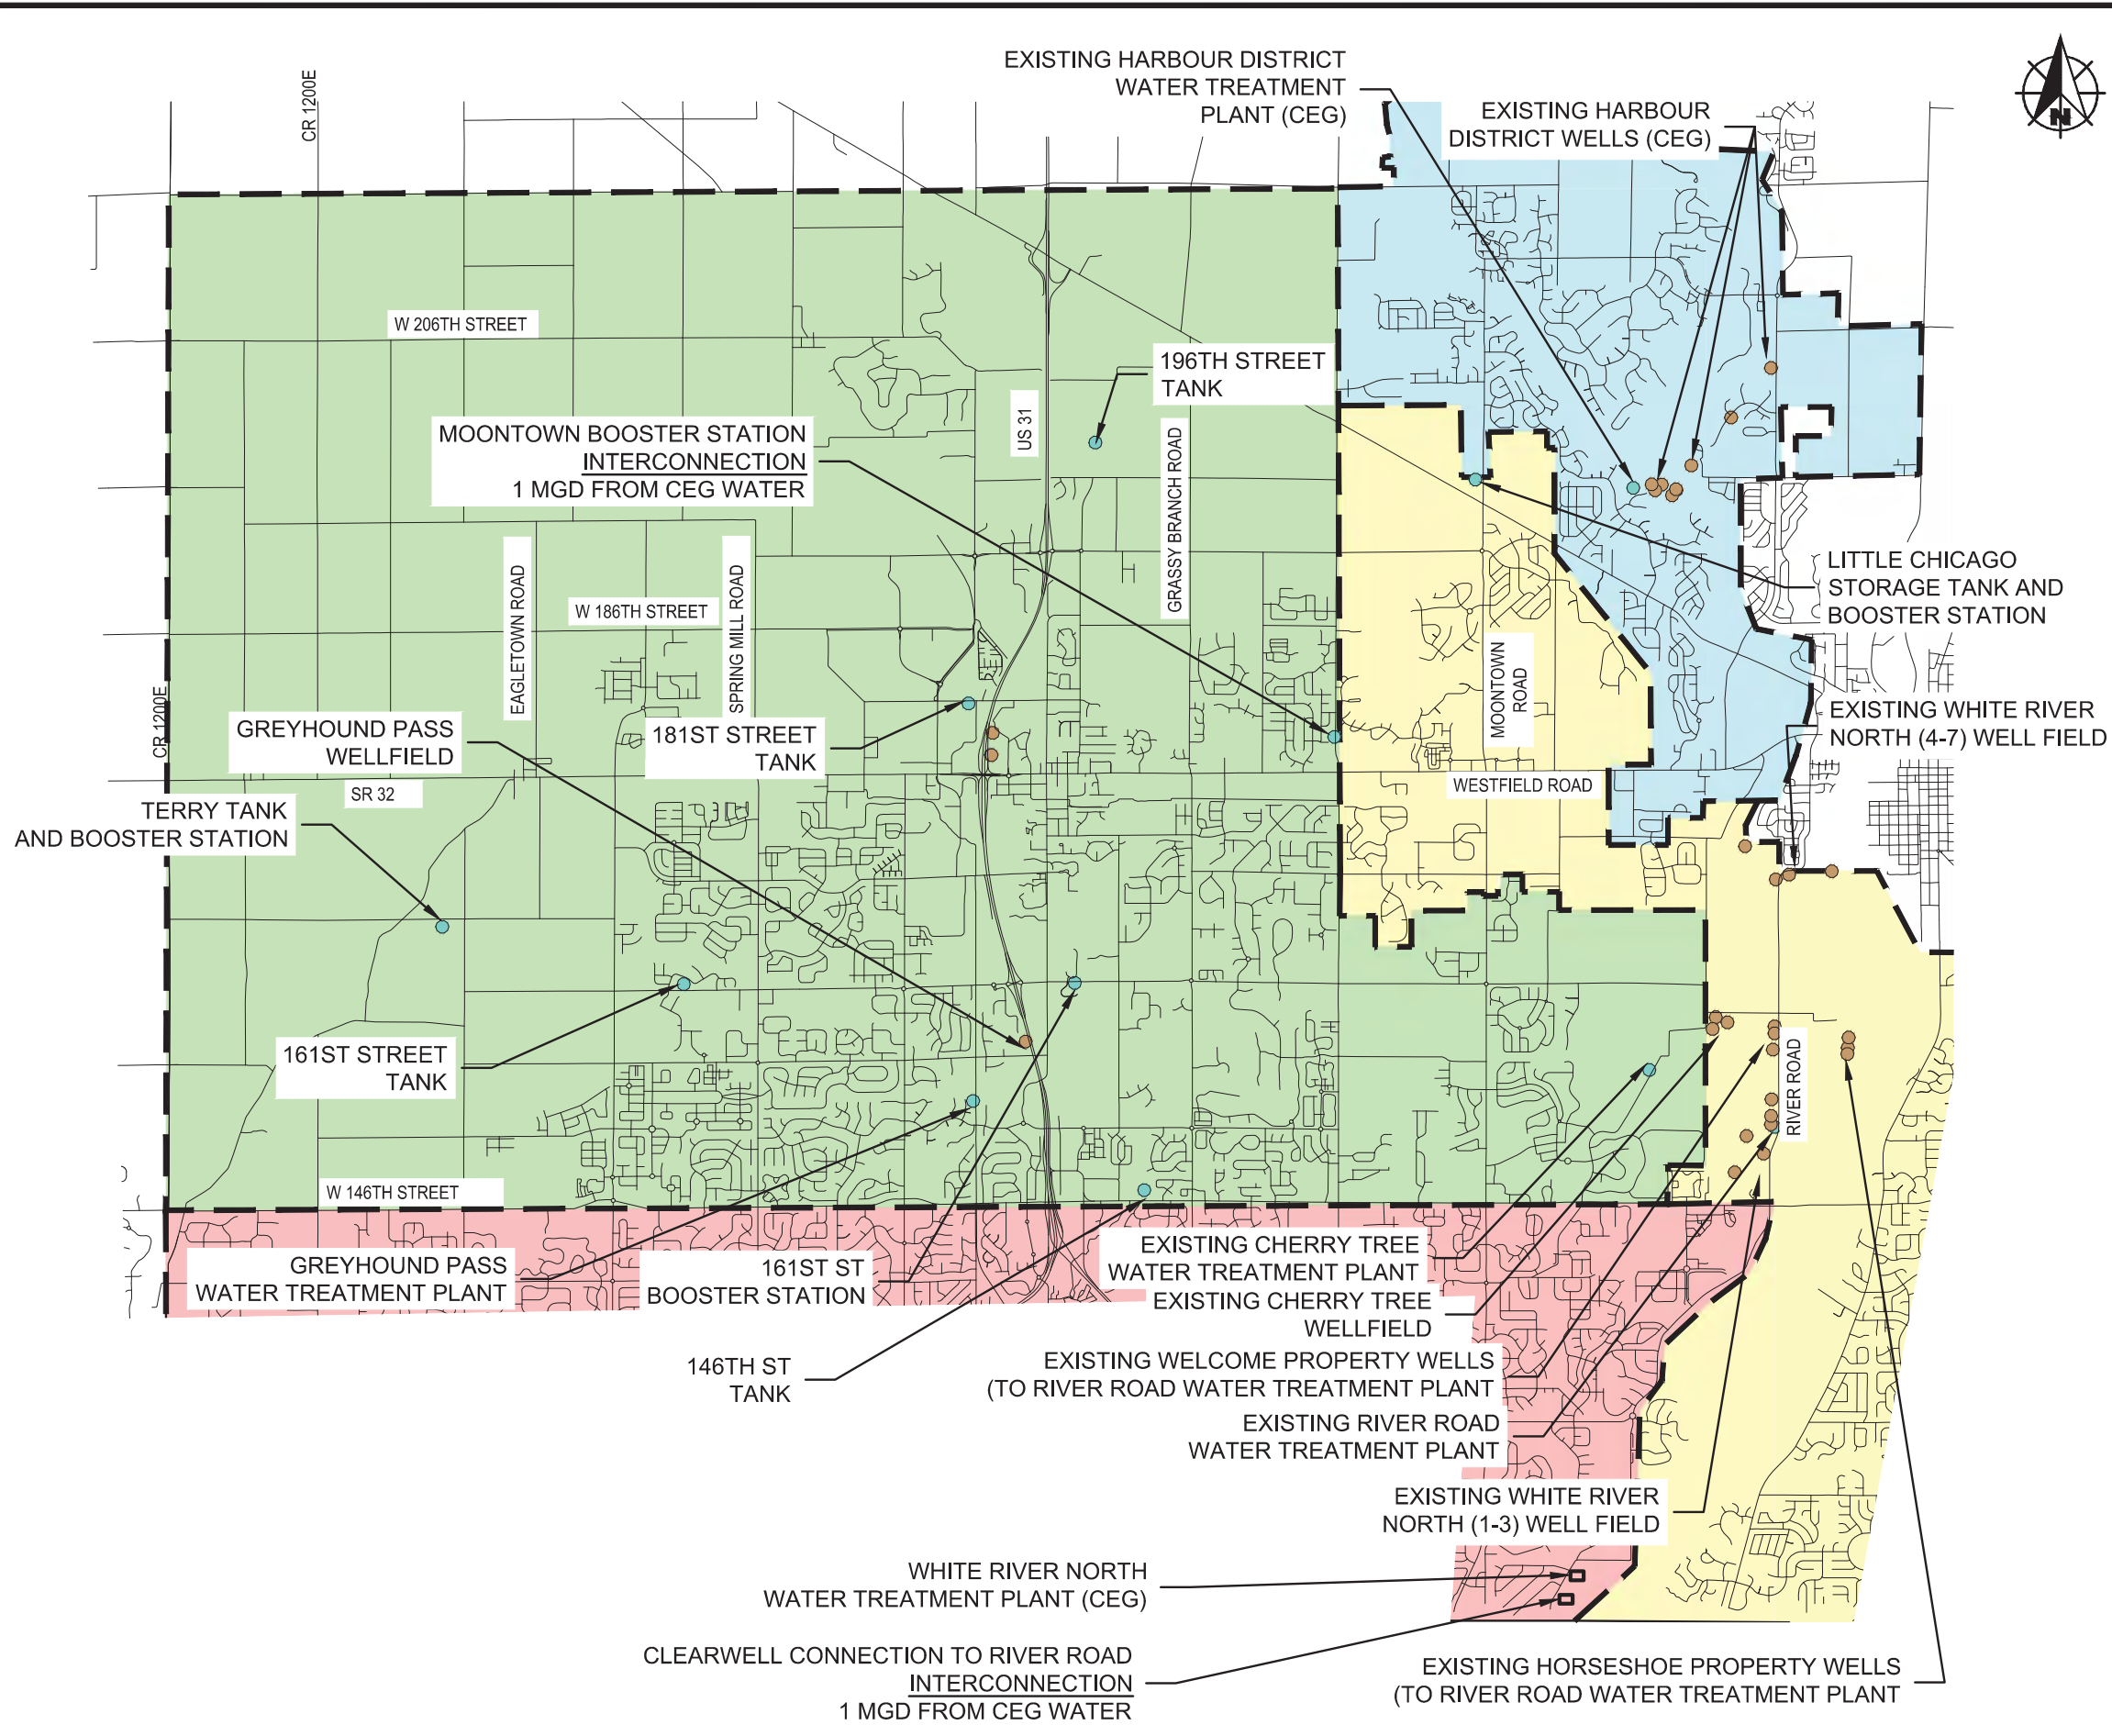 EXISTING HARBOUR DISTRICT
WATER TREATMENT
PLANT (CEG)
N
CR 1200E
EXISTING HARBOUR
DISTRICT WELLS (CEG)
W 206TH STREET
196TH STREET
TANK
US 31
MOONTOWN BOOSTER STATION
INTERCONNECTION
1 MGD FROM CEG WATER
GRASSY BRANCH ROAD
EAGLETOWN ROAD
SPRING MILL ROAD
W 186TH STREET
LITTLE CHICAGO
STORAGE TANK AND
BOOSTER STATION
MOONTOWN
ROAD
CR 1200E
GREYHOUND PASS
WELLFIELD
181ST STREET
TANK
EXISTING WHITE RIVER
NORTH (4-7) WELL FIELD
SR 32
WESTFIELD ROAD
TERRY TANK
AND BOOSTER STATION
161ST STREET
TANK
RIVER ROAD
W 146TH STREET
GREYHOUND PASS
WATER TREATMENT PLANT
161ST ST
BOOSTER STATION
EXISTING CHERRY TREE
WATER TREATMENT PLANT
EXISTING CHERRY TREE
WELLFIELD
146TH ST
TANK
EXISTING WELCOME PROPERTY WELLS
(TO RIVER ROAD WATER TREATMENT PLANT
EXISTING RIVER ROAD
WATER TREATMENT PLANT
EXISTING WHITE RIVER
NORTH (1-3) WELL FIELD
WHITE RIVER NORTH
WATER TREATMENT PLANT (CEG)
CLEARWELL CONNECTION TO RIVER ROAD
INTERCONNECTION
1 MGD FROM CEG WATER
EXISTING HORSESHOE PROPERTY WELLS
(TO RIVER ROAD WATER TREATMENT PLANT